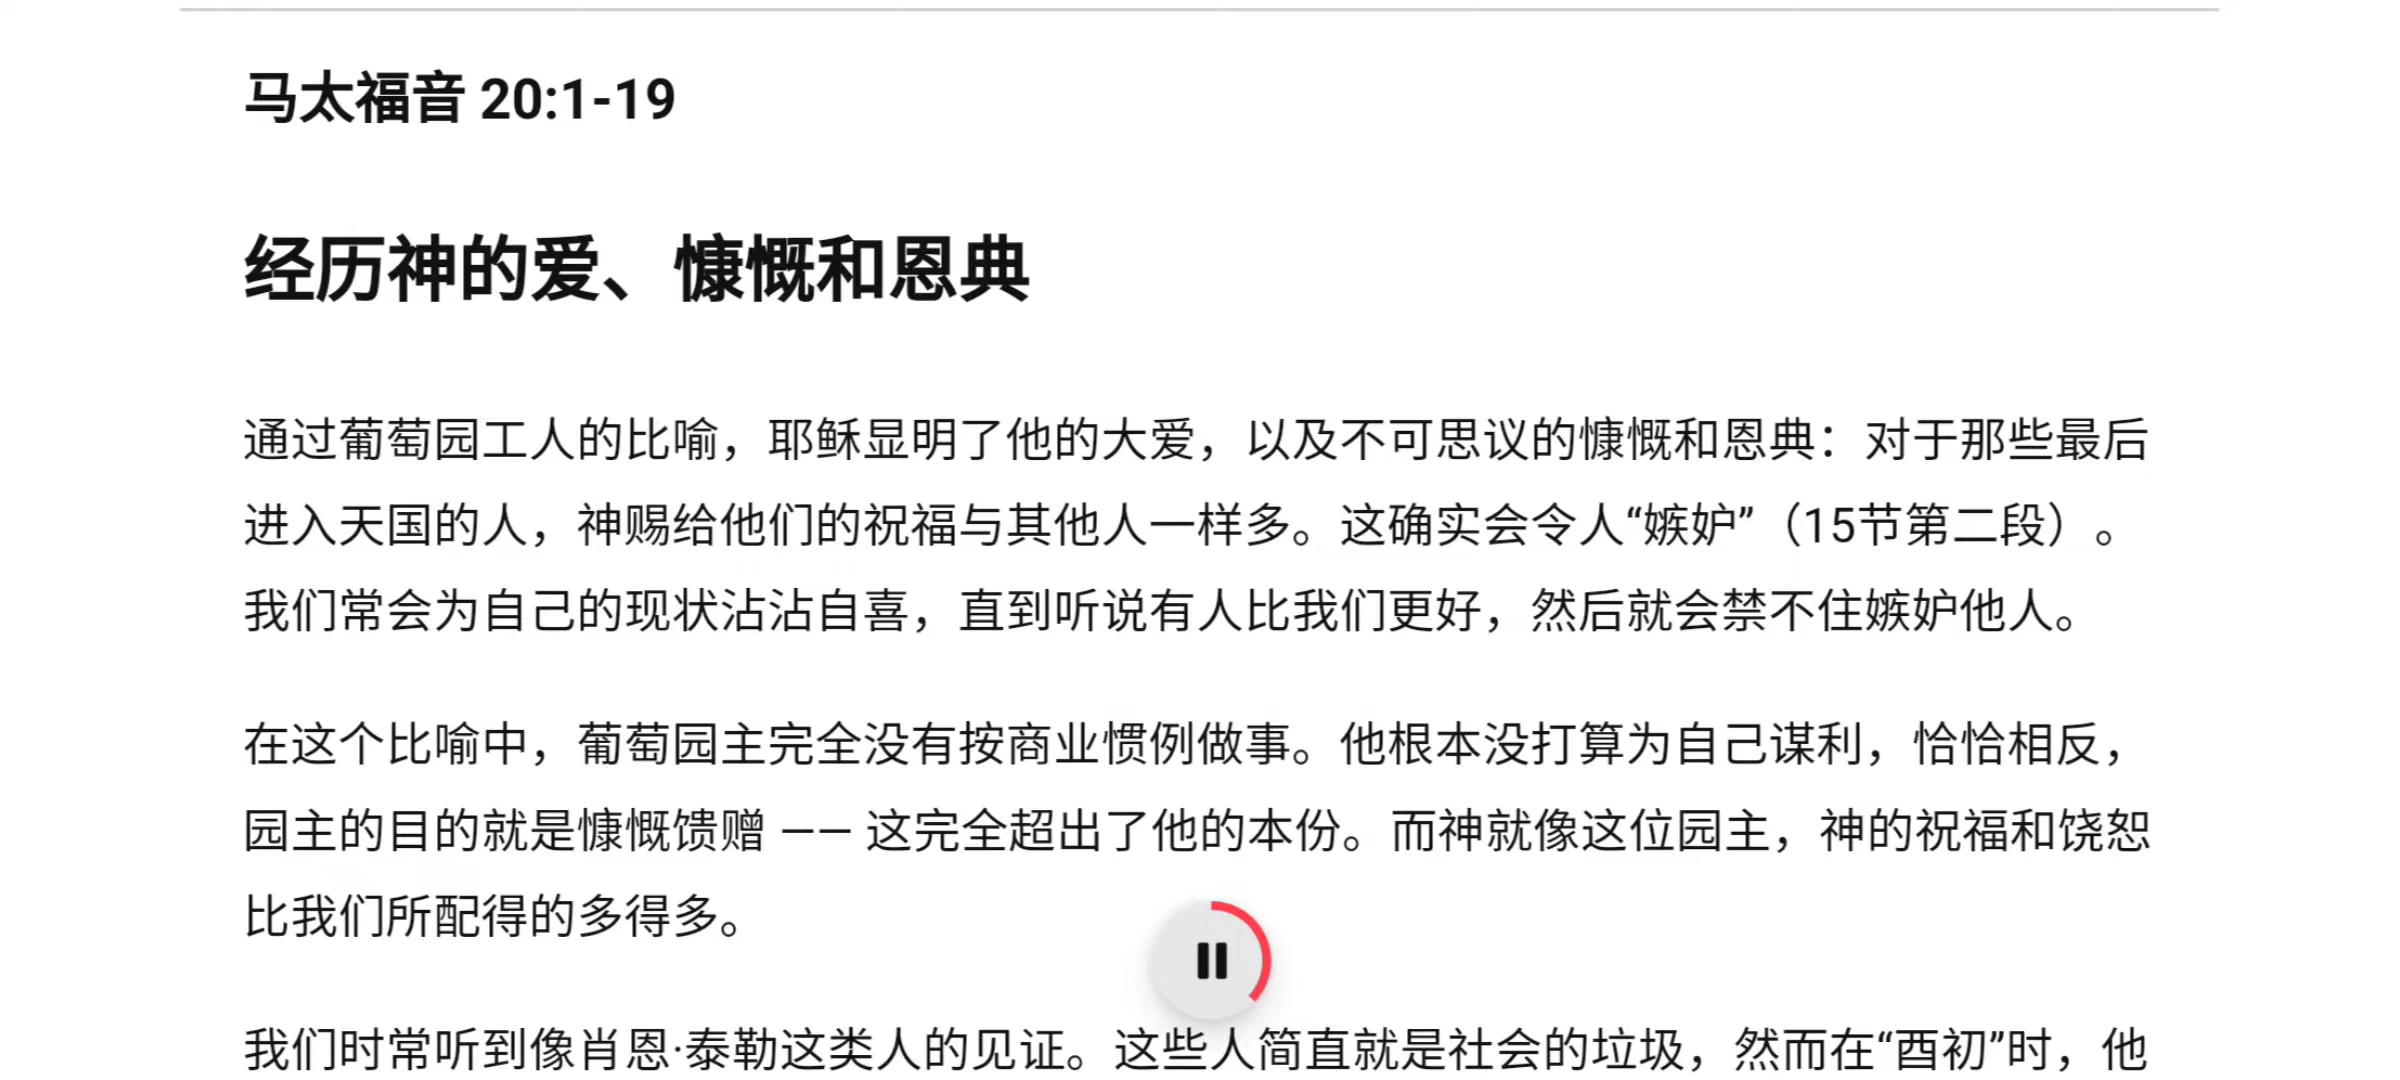 马太福音 20:1-19
经历神的爱、慷慨和恩典
通过葡萄园工人的比喻，耶稣显明了他的大爱，以及不可思议的慷慨和恩典：对于那些最后
进入天国的人，神赐给他们的祝福与其他人一样多。这确实会令人“嫉妒”（15节第二段）。
我们常会为自己的现状沾沾自喜，直到听说有人比我们更好，然后就会禁不住嫉妒他人。
在这个比喻中，葡萄园主完全没有按商业惯例做事。他根本没打算为自己谋利，恰恰相反，
园主的目的就是慷慨馈赠 —— 这完全超出了他的本份。而神就像这位园主，神的祝福和饶恕
比我们所配得的多得多。
我们时常听到像肖恩·泰勒这类人的见证。这些人简直就是社会的垃圾，然而在“酉初”时，他